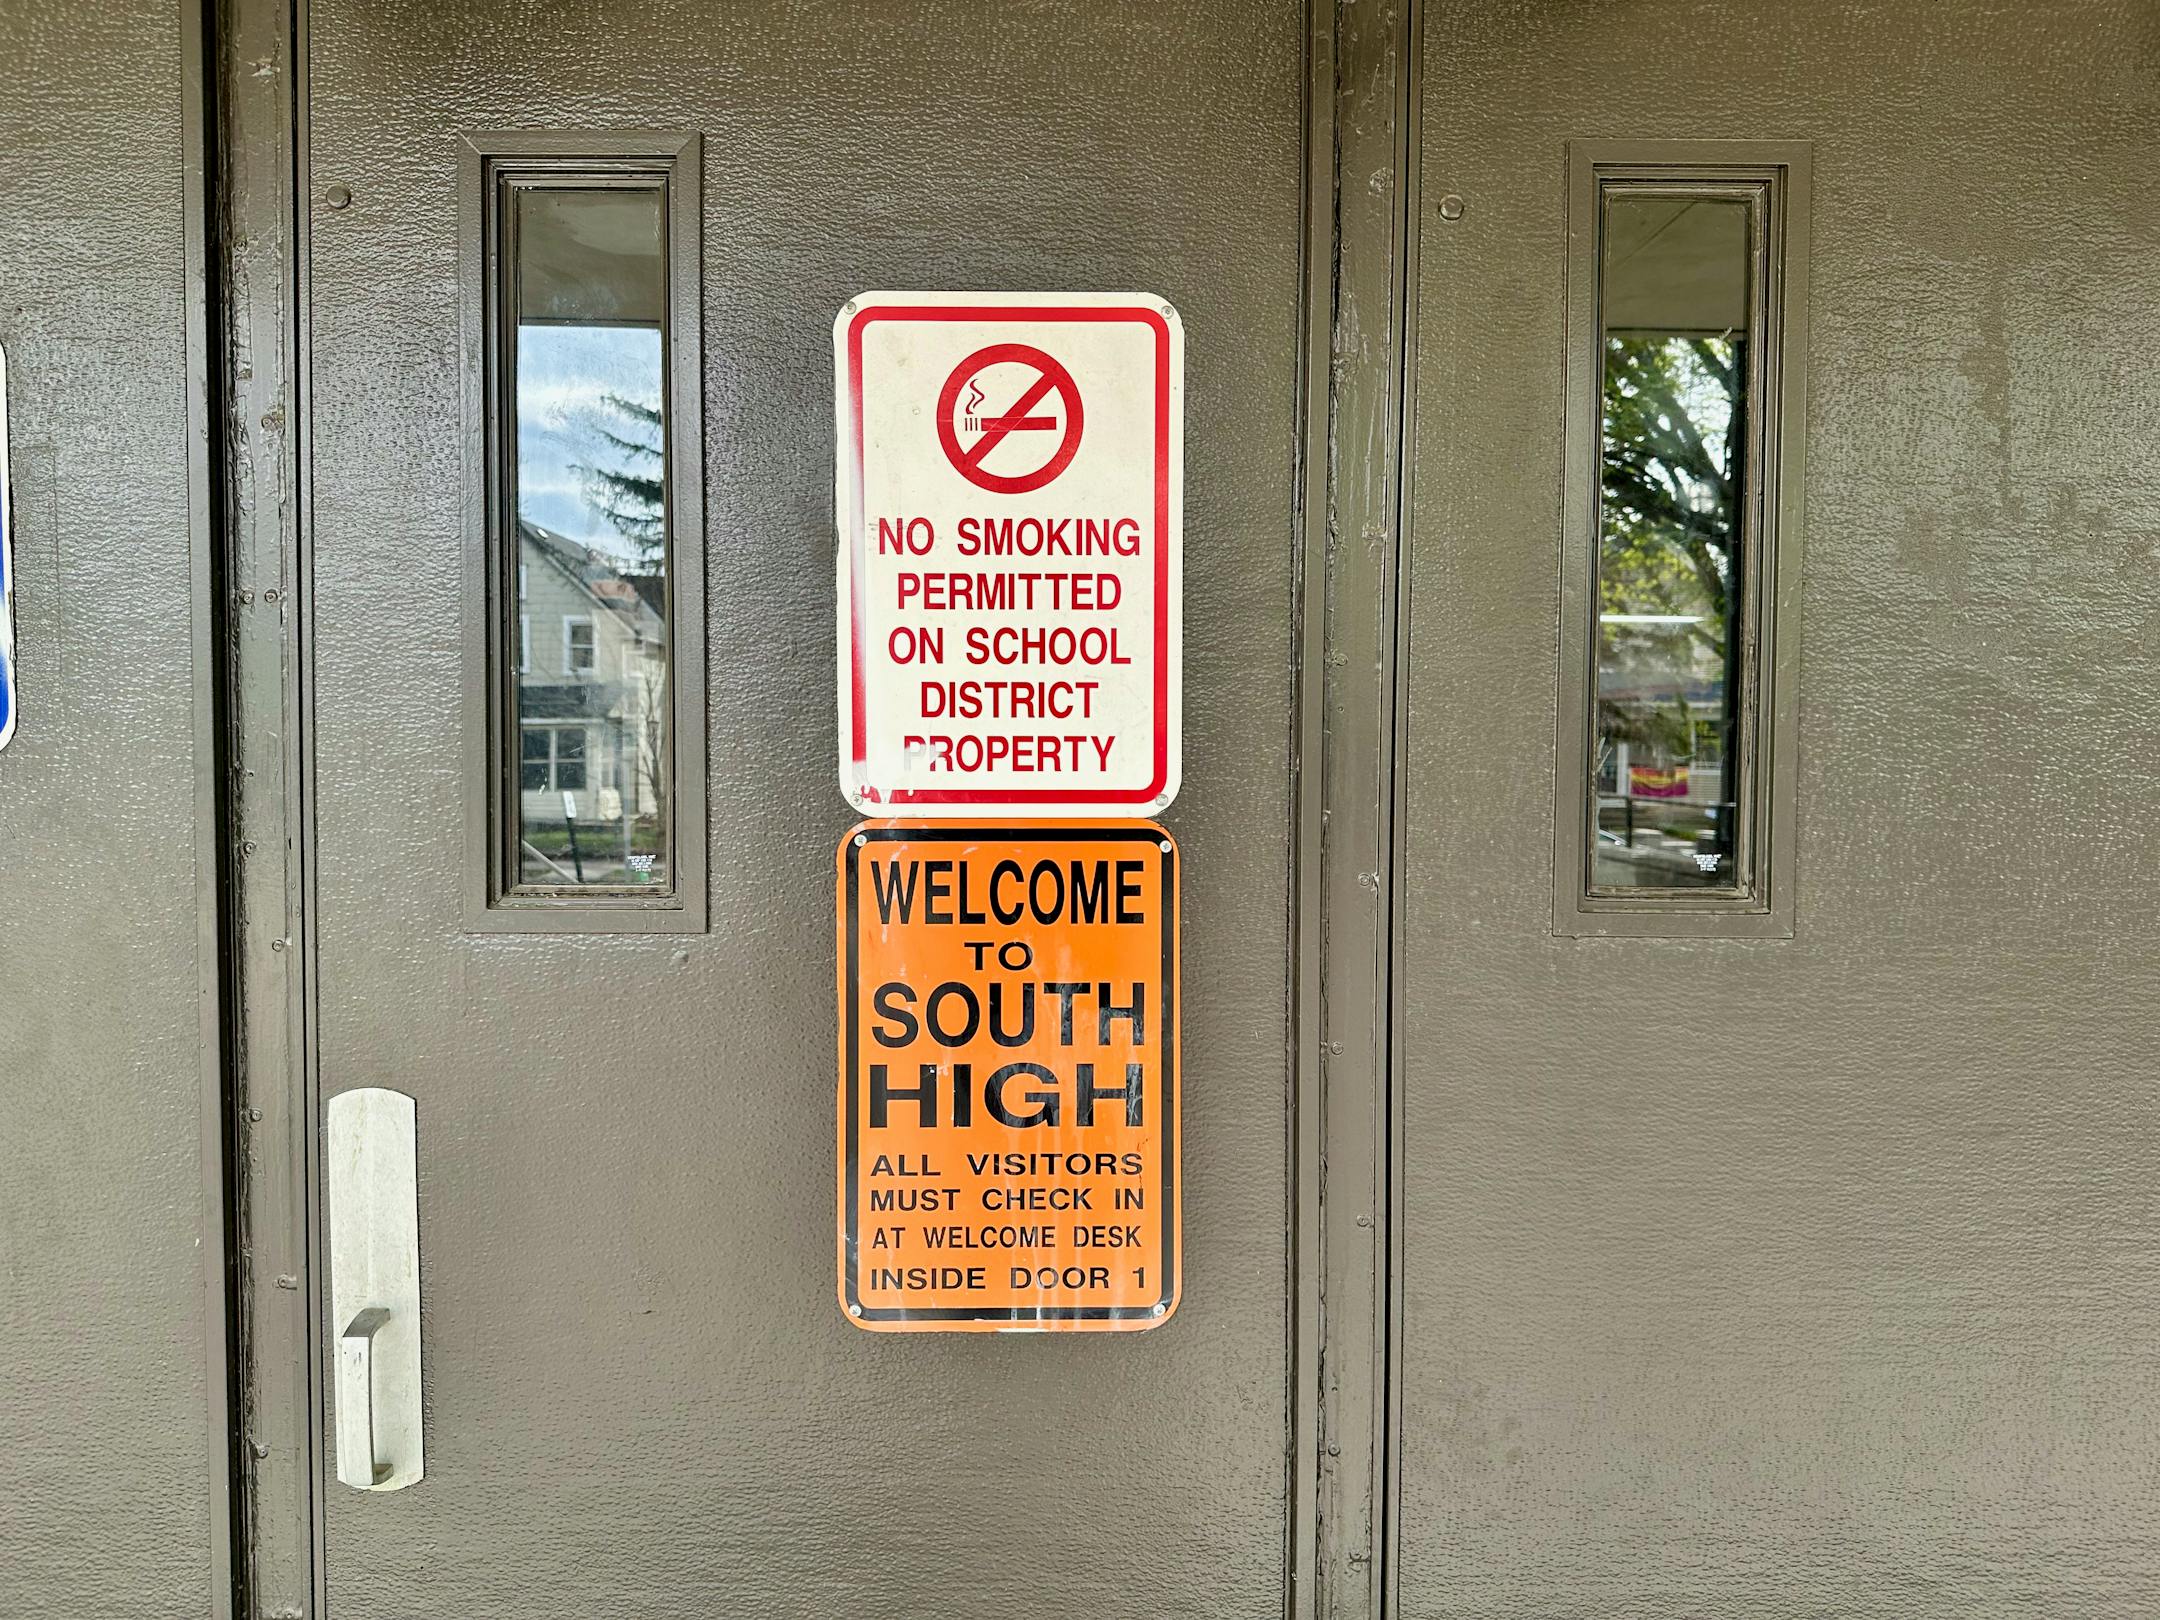 NO SMOKING
PERMITTED
ON SCHOOL
DISTRICT
PROPERTY
WELCOME
TO
SOUTH
HIGH
ALL VISITORS
MUST CHECK IN
AT WELCOME DESK
INSIDE DOOR 1